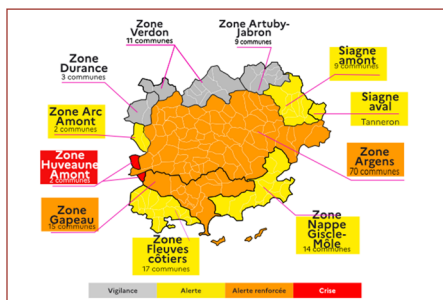 Zone
Verdon
11 communes
Zone Artuby-
Jabron
9 communes
Siagne
amont
9 communes
Zone
Durance
3 communes
Siagne
aval
Tanneron
Zone Arc
Amont
2 communes
Zone
Huveaune
Amont
2 communes
Zone
Argens
70 communes
Zone
Gapeau
15 communes
Zone
Nappe
Giscle-
Môle
14 communes
Zone
Fleuves
côtiers
17 communes
Vigilance
Alerte
Alerte renforcée
Crise